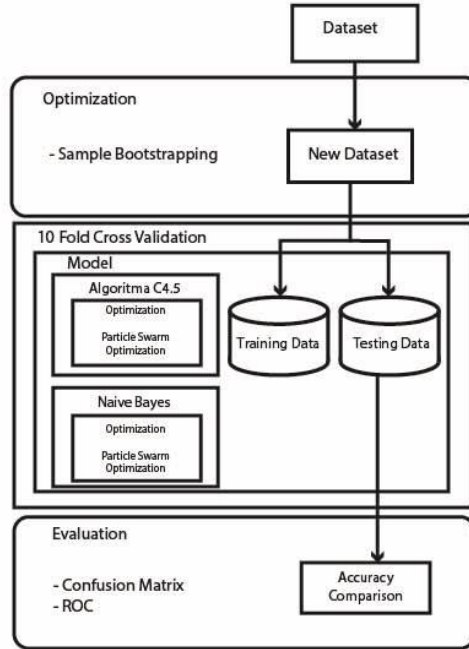 Dataset
Optimization
- Sample Bootstrapping
New Dataset
10 Fold Cross Validation
Model
Algoritma C4.5
Optimization
Particle Swarm
Optimization
Training Data
Testing Data
Naive Bayes
Optimization
Particle Swarm
Optimization
Evaluation
- Confusion Matrix
- ROC
Accuracy
Comparison